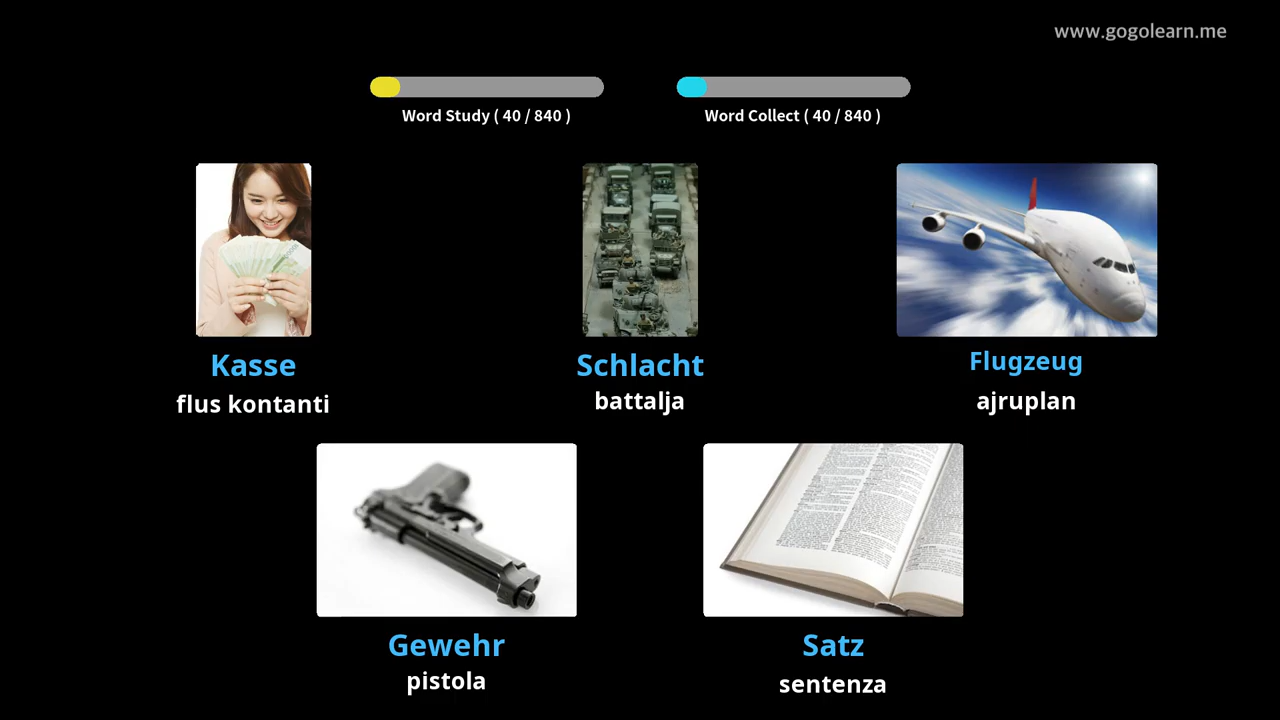 www.gogolearn.me
Word Study ( 40 / 840 )
Word Collect ( 40 / 840 )
Kasse
flus kontanti
Schlacht
battalja
Flugzeug
ajruplan
Gewehr
pistola
Satz
sentenza